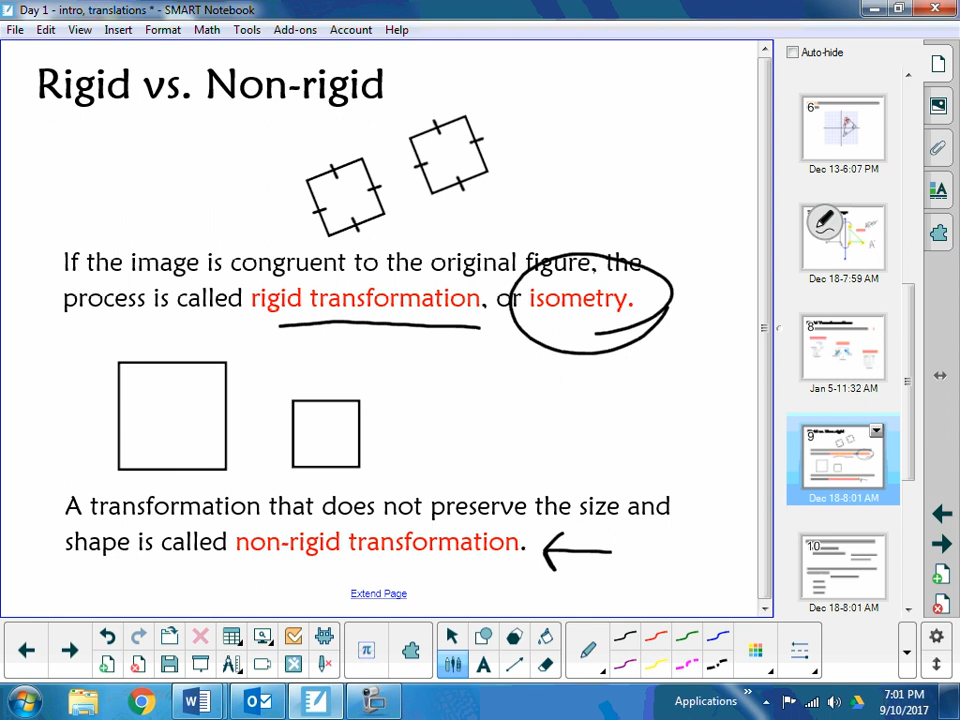 Day 1 - intro, translations * - SMART Notebook
File Edit View Insert Format Math Tools Add-ons Account Help
Rigid vs. Non-rigid
If the image is congruent to the original figure, the
process is called rigid transformation, or isometry.
A transformation that does not preserve the size and
shape is called non-rigid transformation.
Extend Page
Auto-hide
6
Dec 13-6:07 PM
Dec 18-7:59 AM
8
Jan 5-11:32 AM
9
Dec 18-8:01 AM
10
Dec 18-8:01 AM
π
A
W
Applications
»
7:01 PM
9/10/2017